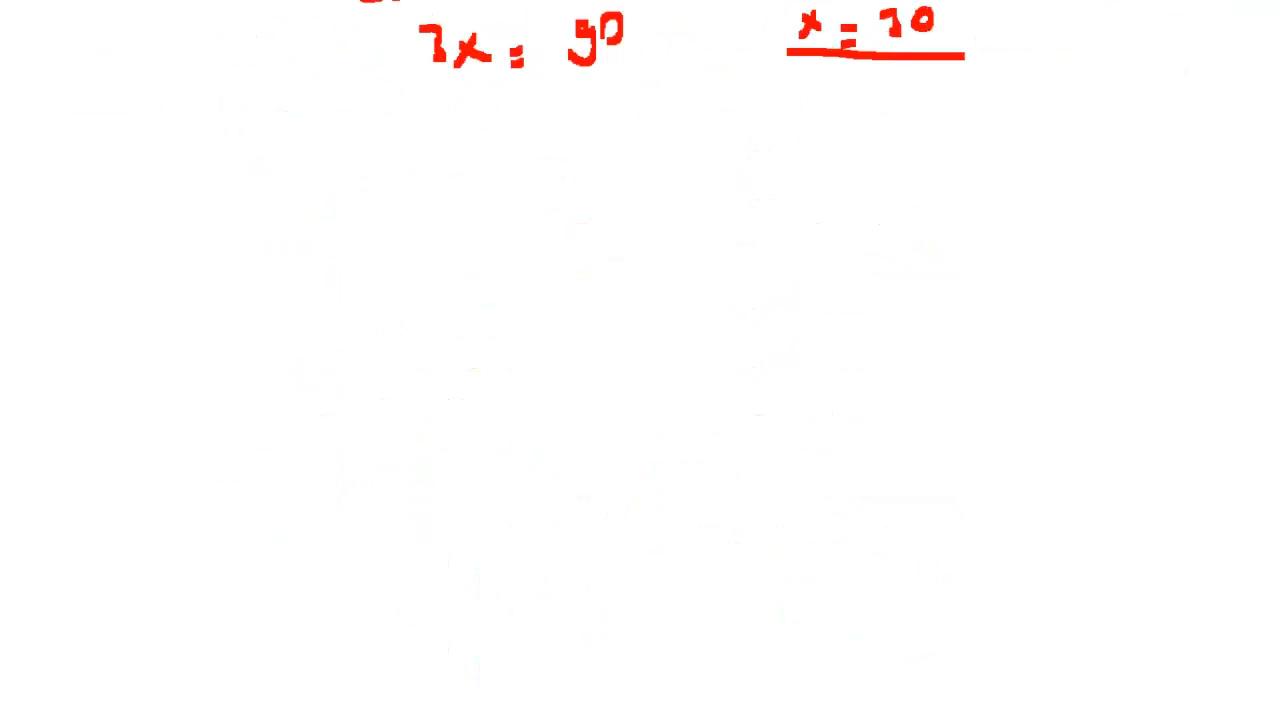 3x = 90
x = 30